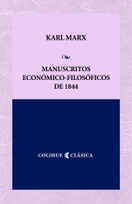 KARL MARX
MANUSCRITOS
ECONÓMICO-FILOSÓFICOS
DE 1844
COLIHUE CLÁSICA